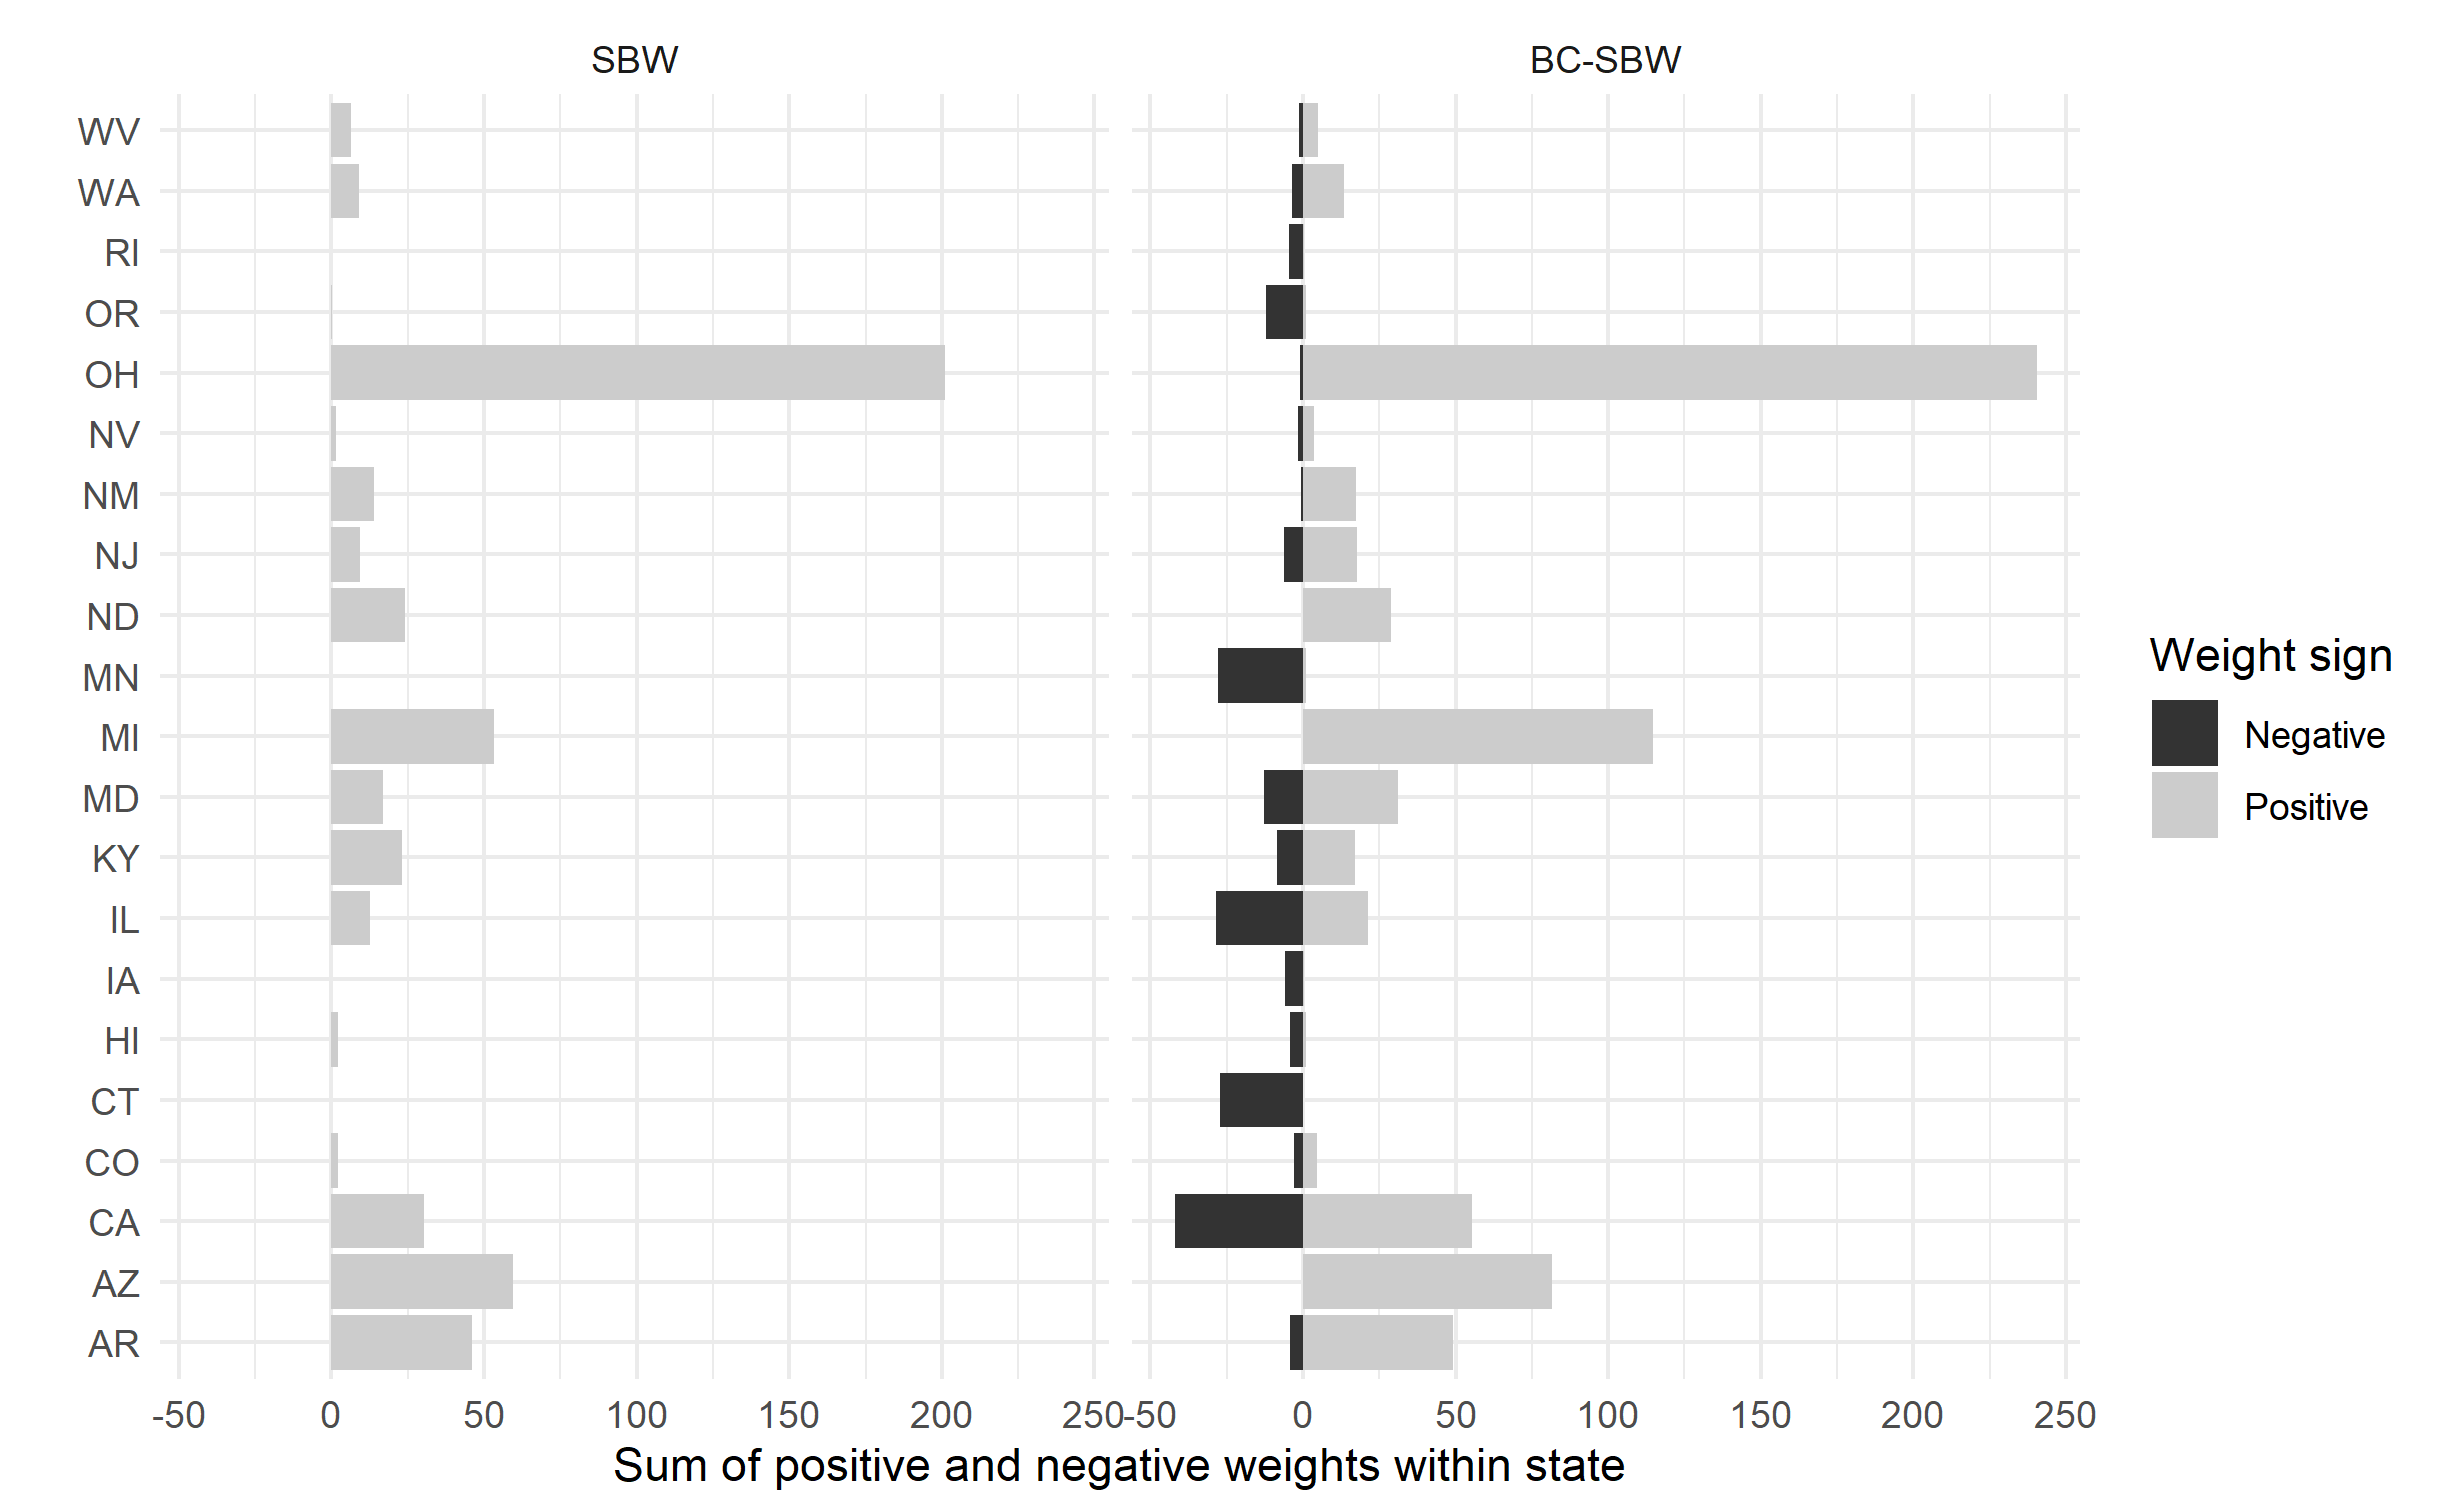 SBW
BC-SBW
WV
WA
RI
OR
OH
NV
NM
NJ
ND
MN
MI
MD
KY
IL
IA
HI
CT
CO
CA
AZ
AR
-50 0 50 100 150 200 250
-50 0 50 100 150 200 250
Sum of positive and negative weights within state
Weight sign
Negative
Positive